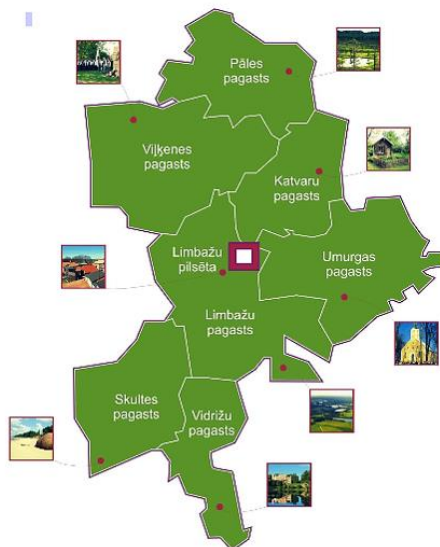 Pāles
pagasts
Viļķenes
pagasts
Katvaru
pagasts
Limbažu
pilsēta
Umurgas
pagasts
Limbažu
pagasts
Skultes
pagasts
Vidrižu
pagasts